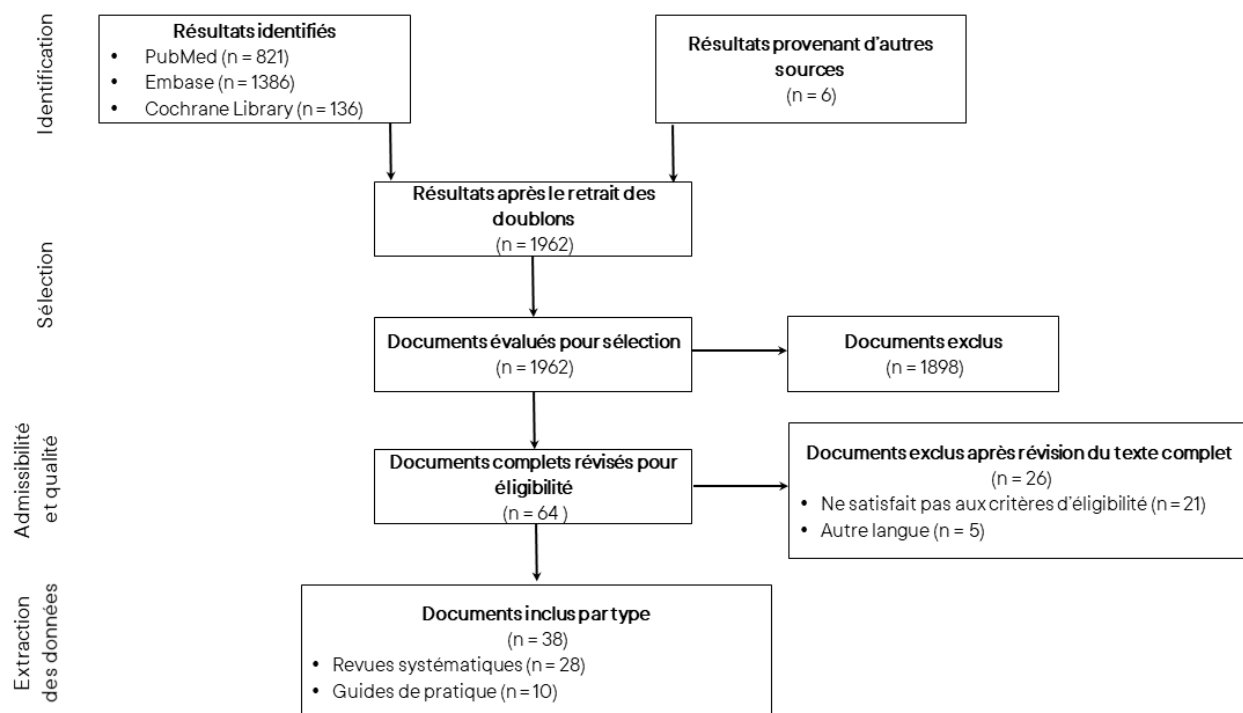 Identification
Résultats identifiés
• PubMed (n = 821)
• Embase (n = 1386)
• Cochrane Library (n = 136)
Résultats provenant d'autres
sources
(n = 6)
Sélection
Résultats après le retrait des
doublons
(n = 1962)
Documents évalués pour sélection
(n = 1962)
Documents exclus
(n = 1898)
Admissibilité
et qualité
Documents complets révisés pour
éligibilité
(n = 64 )
Documents exclus après révision du texte complet
(n = 26)
• Ne satisfait pas aux critères d'éligibilité (n = 21)
• Autre langue (n = 5)
Extraction
des données
Documents inclus par type
(n = 38)
• Revues systématiques (n = 28)
• Guides de pratique (n = 10)